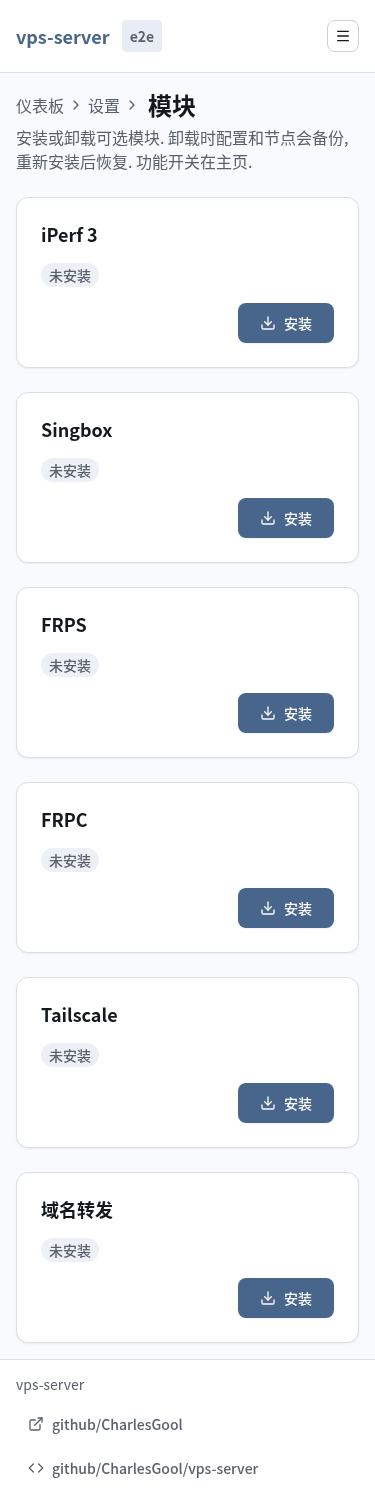 vps-server e2e
仪表板 设置 模块
安装或卸载可选模块. 卸载时配置和节点会备份,
重新安装后恢复. 功能开关在主页.
iPerf 3
未安装
安装
Singbox
未安装
安装
FRPS
未安装
安装
FRPC
未安装
安装
Tailscale
未安装
安装
域名转发
未安装
安装
vps-server
github/CharlesGool
github/CharlesGool/vps-server